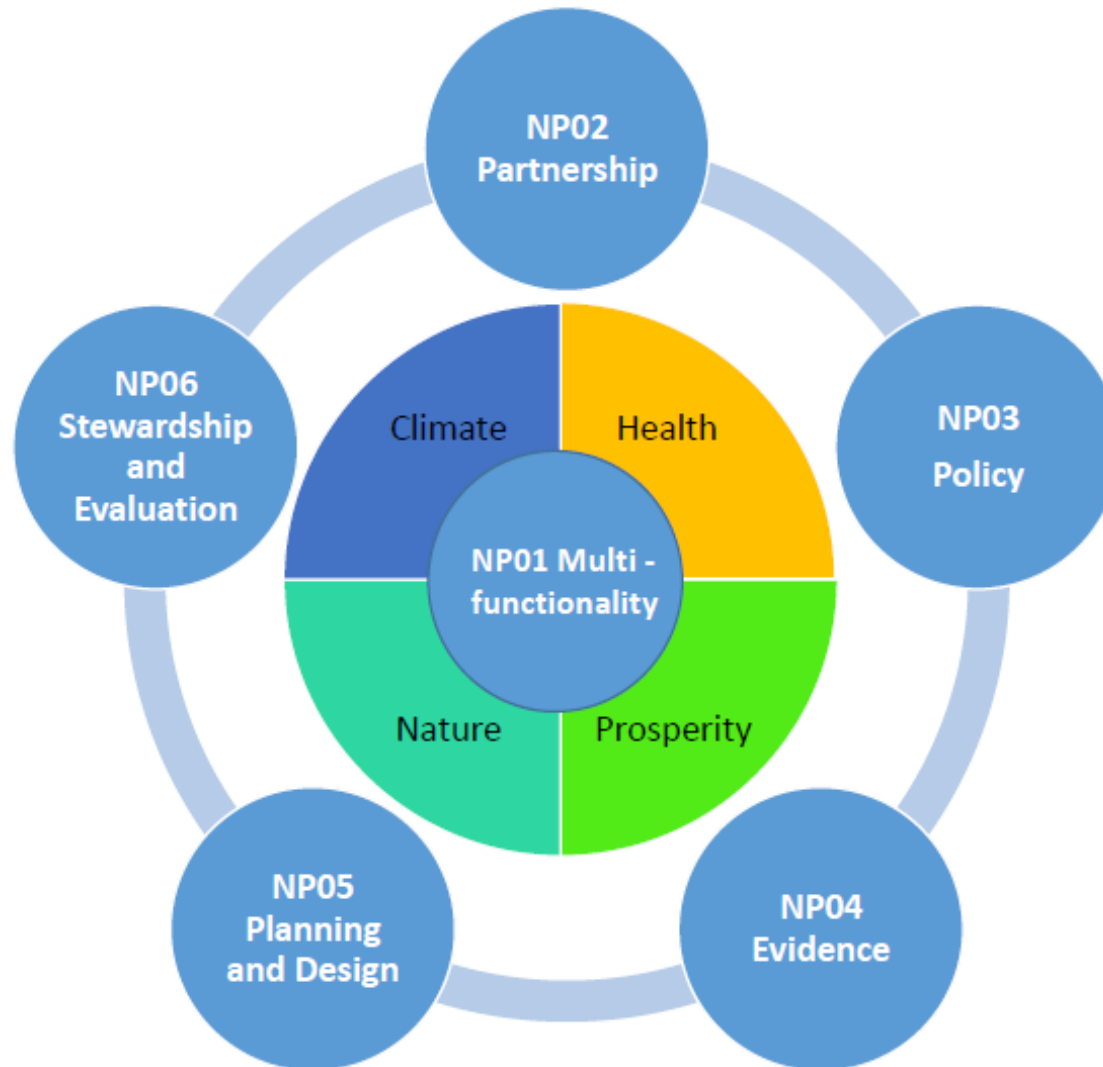 NP02
Partnership
NP06
Stewardship
and
Evaluation
NP03
Policy
Climate
Health
NP01 Multi -
functionality
Nature
Prosperity
NP05
Planning
and Design
NP04
Evidence